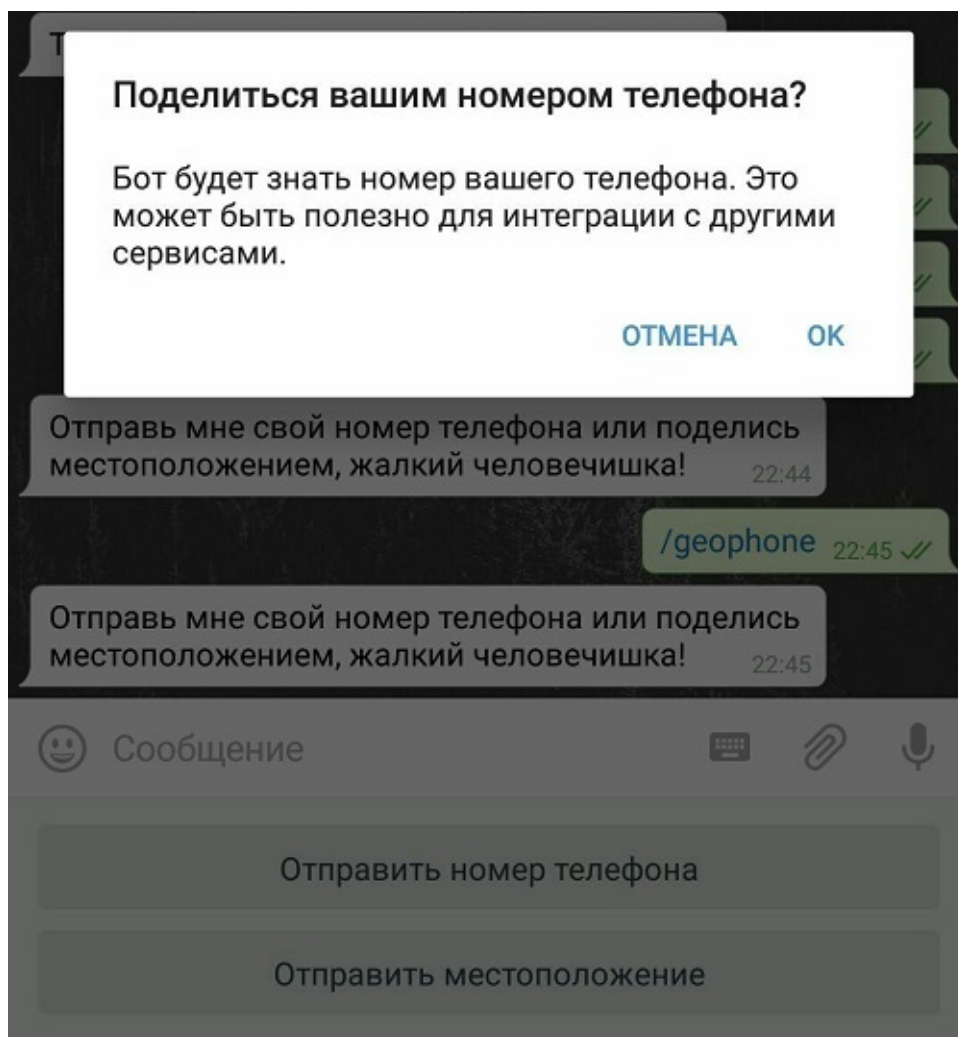 Т
Поделиться вашим номером телефона?
Бот будет знать номер вашего телефона. Это
может быть полезно для интеграции с другими
сервисами.
ОТМЕНА OK
Отправь мне свой номер телефона или поделись
местоположением, жалкий человечишка! 22:44
/geophone 22:45
Отправь мне свой номер телефона или поделись
местоположением, жалкий человечишка! 22:45
Сообщение
Отправить номер телефона
Отправить местоположение